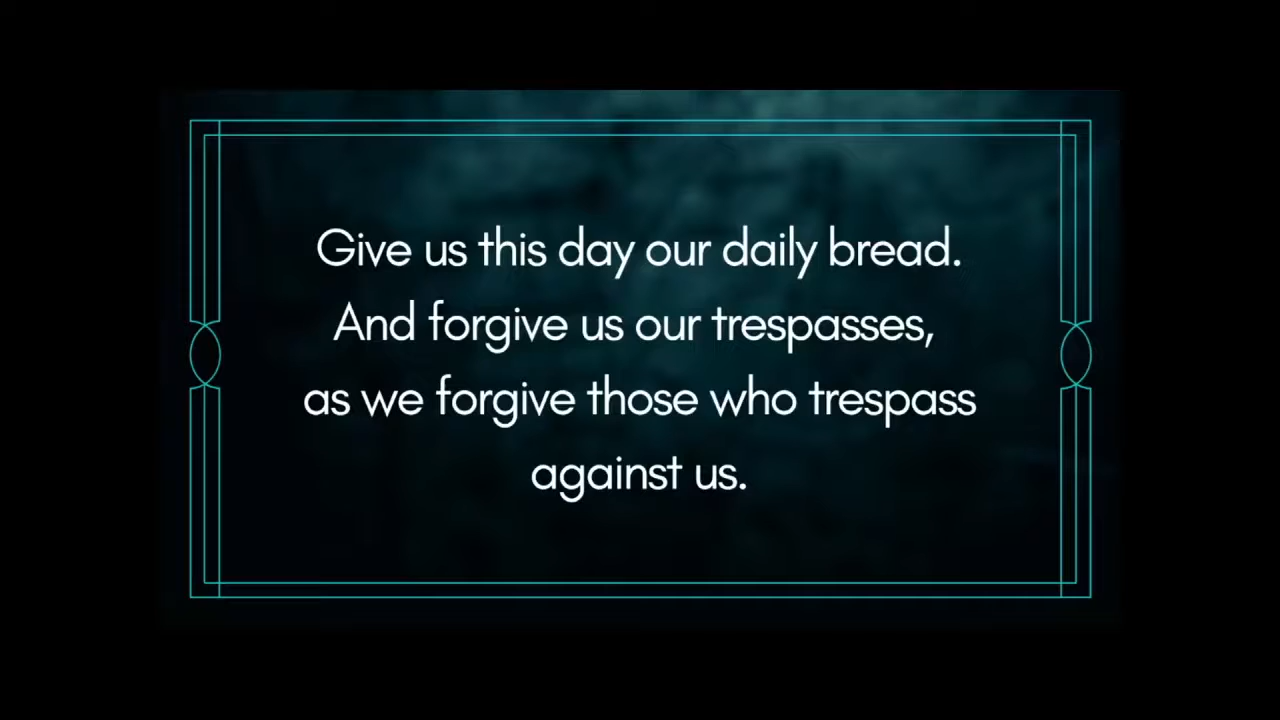 Give us this day our daily bread.
And forgive us our trespasses,
as we forgive those who trespass
against us.